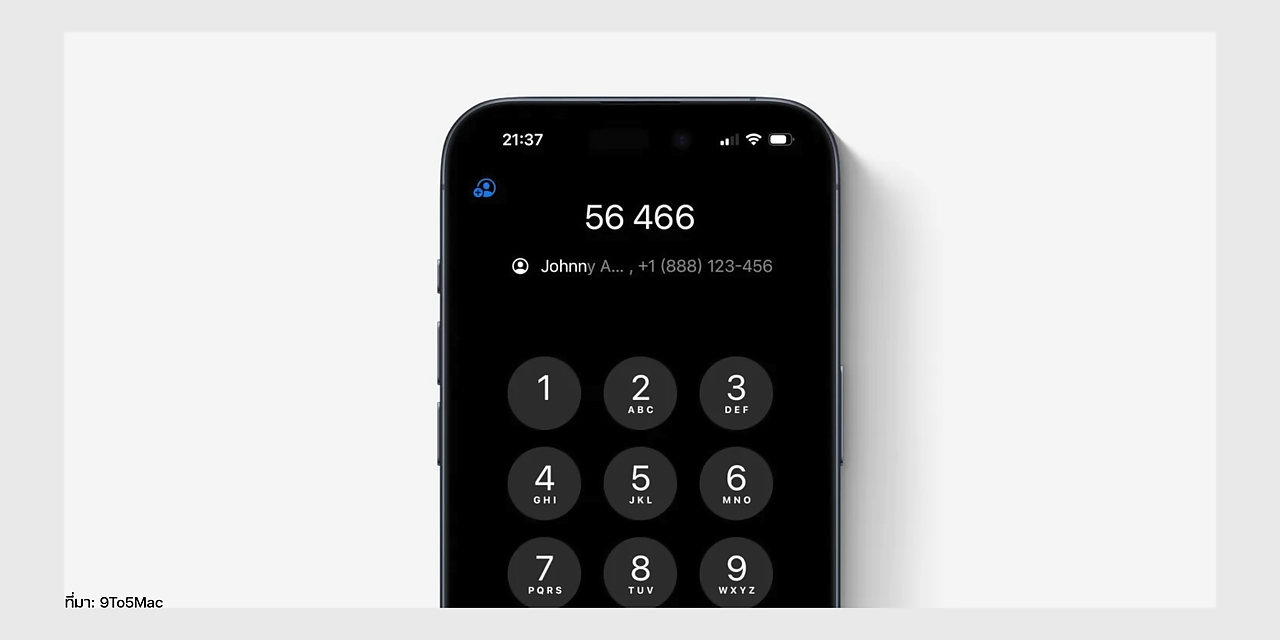 21:37
56 466
Johnny A... , +1 (888) 123-456
1 2 3
ABC DEF
4 5 6
GHI JKL MNO
7 8 9
PQRS TUV WXYZ
ที่มา: 9To5Mac